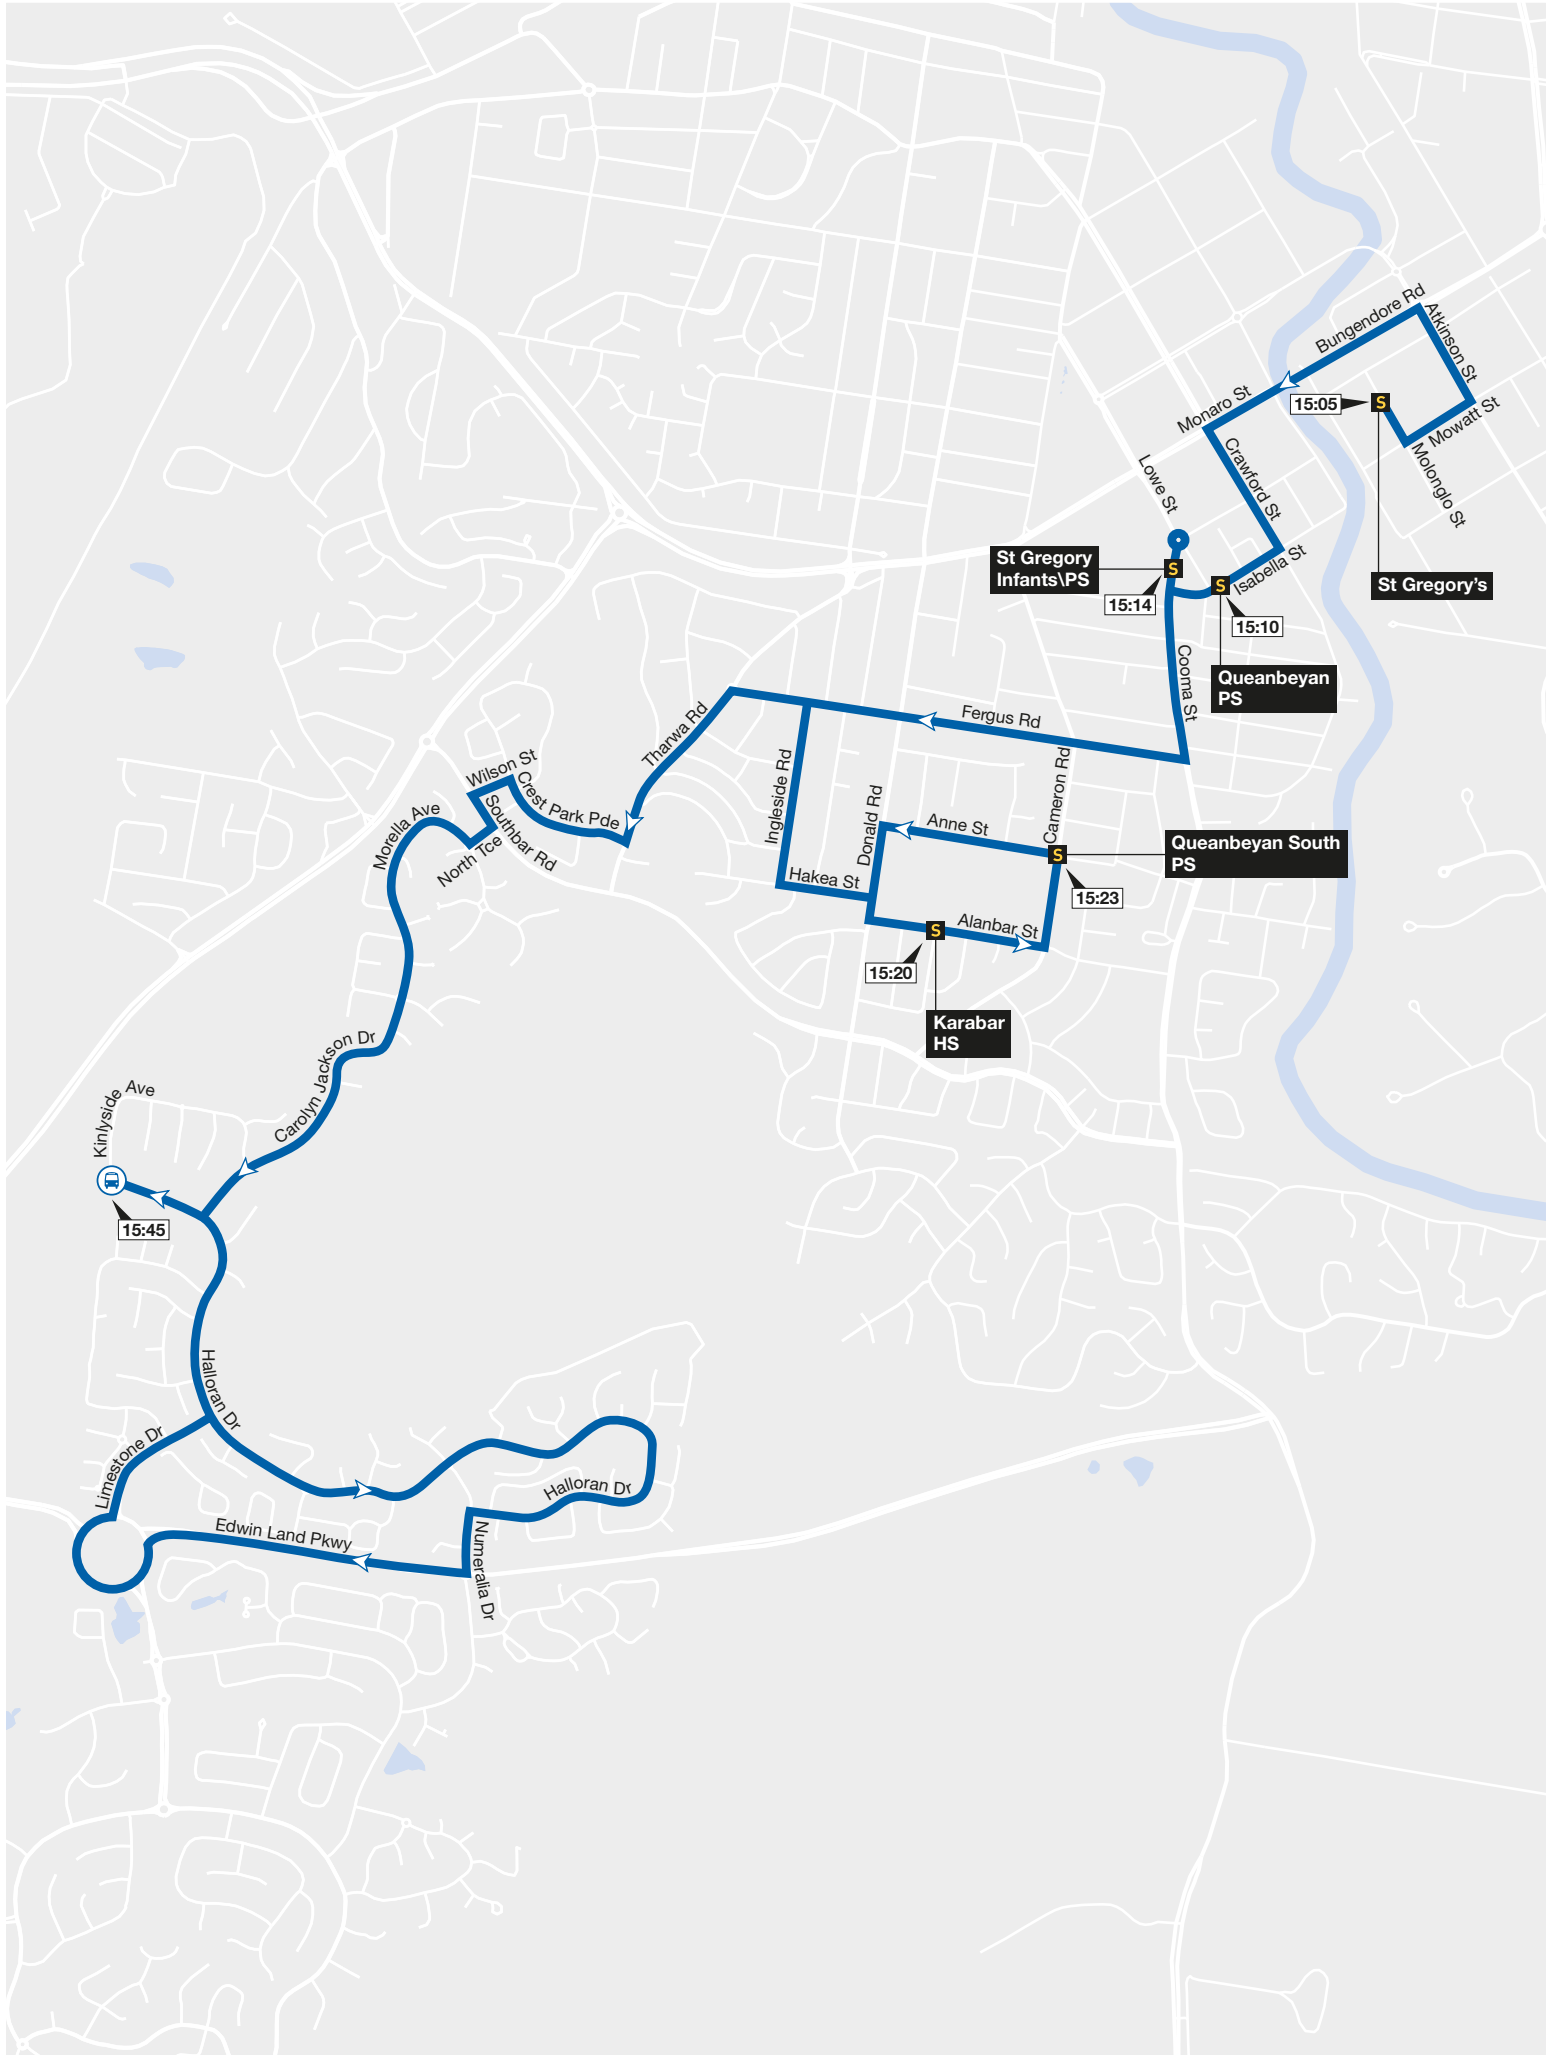 Bungendore Rd
Atkinson St
Monaro St
15:05
S
Mowatt St
Molonglo St
Crawford St
Lowe St
St Gregory
Infants\PS
S
15:14
S
Isabella St
15:10
St Gregory's
Queanbeyan
PS
Cooma St
Fergus Rd
Tharwa Rd
Wilson St
Crest Park Pde
Southbar Rd
North Tce
Morella Ave
Ingleside Rd
Donald Rd
Cameron Rd
Anne St
Queanbeyan South
PS
S
15:23
Hakea St
Alanbar St
S
15:20
Karabar
HS
Carolyn Jackson Dr
Kinlyside Ave
15:45
Halloran Dr
Limestone Dr
Halloran Dr
Edwin Land Pkwy
Numeralia Dr